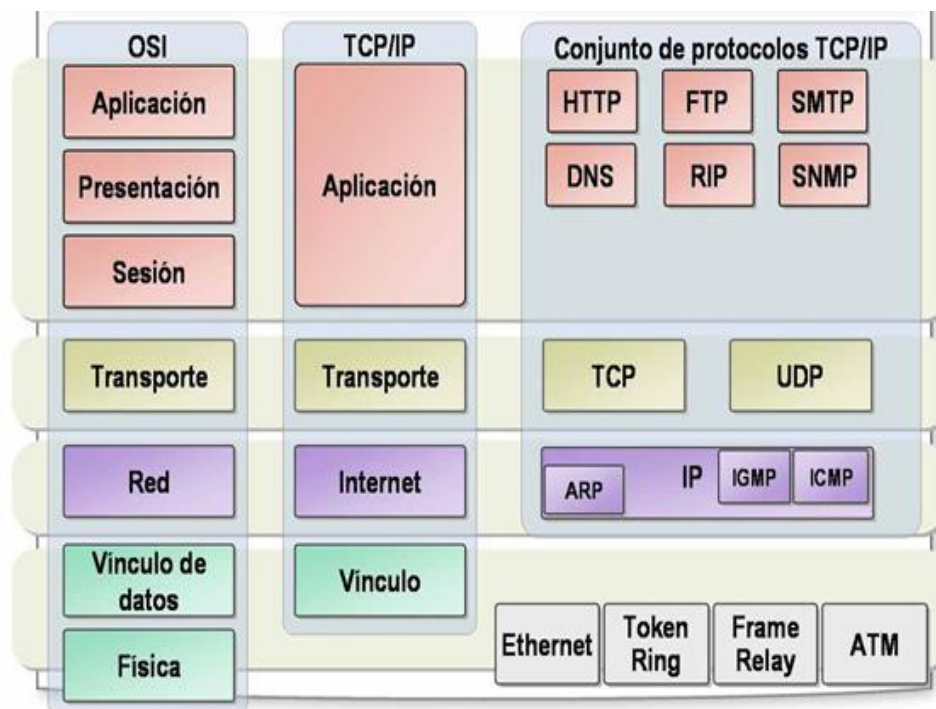 OSI
Aplicación
Presentación
Sesión
Transporte
Red
Vínculo de
datos
Física
TCP/IP
Aplicación
Transporte
Internet
Vínculo
Conjunto de protocolos TCP/IP
HTTP FTP SMTP
DNS RIP SNMP
TCP UDP
ARP IP IGMP ICMP
Ethernet
Token
Ring
Frame
Relay
ATM